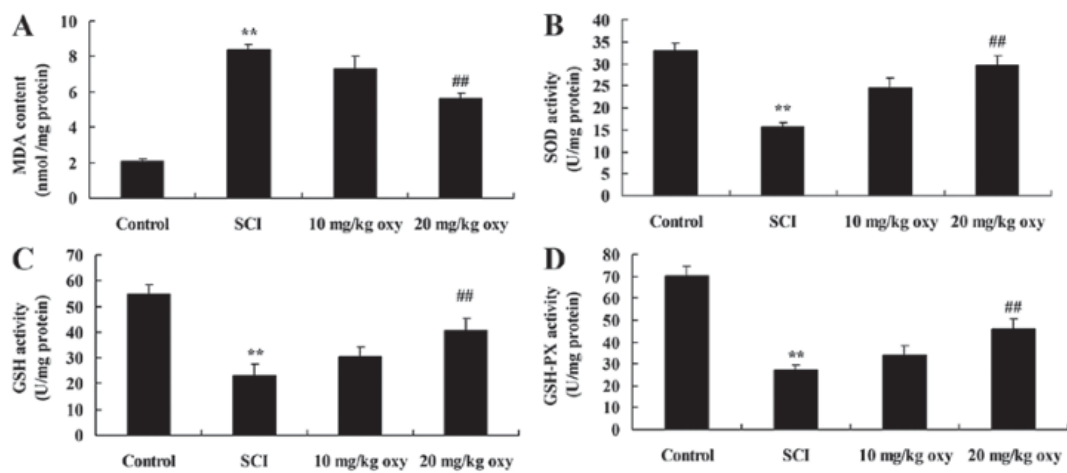 A
MDA content
(nmol /mg protein)
10
8
6
4
2
0
**
##
Control SCI 10 mg/kg oxy 20 mg/kg oxy
B
SOD activity
(U/mg protein)
40
35
30
25
20
15
10
5
0
**
##
Control SCI 10 mg/kg oxy 20 mg/kg oxy
C
GSH activity
(U/mg protein)
70
60
50
40
30
20
10
0
**
##
Control SCI 10 mg/kg oxy 20 mg/kg oxy
D
GSH-PX activity
(U/mg protein)
80
70
60
50
40
30
20
10
0
**
##
Control SCI 10 mg/kg oxy 20 mg/kg oxy